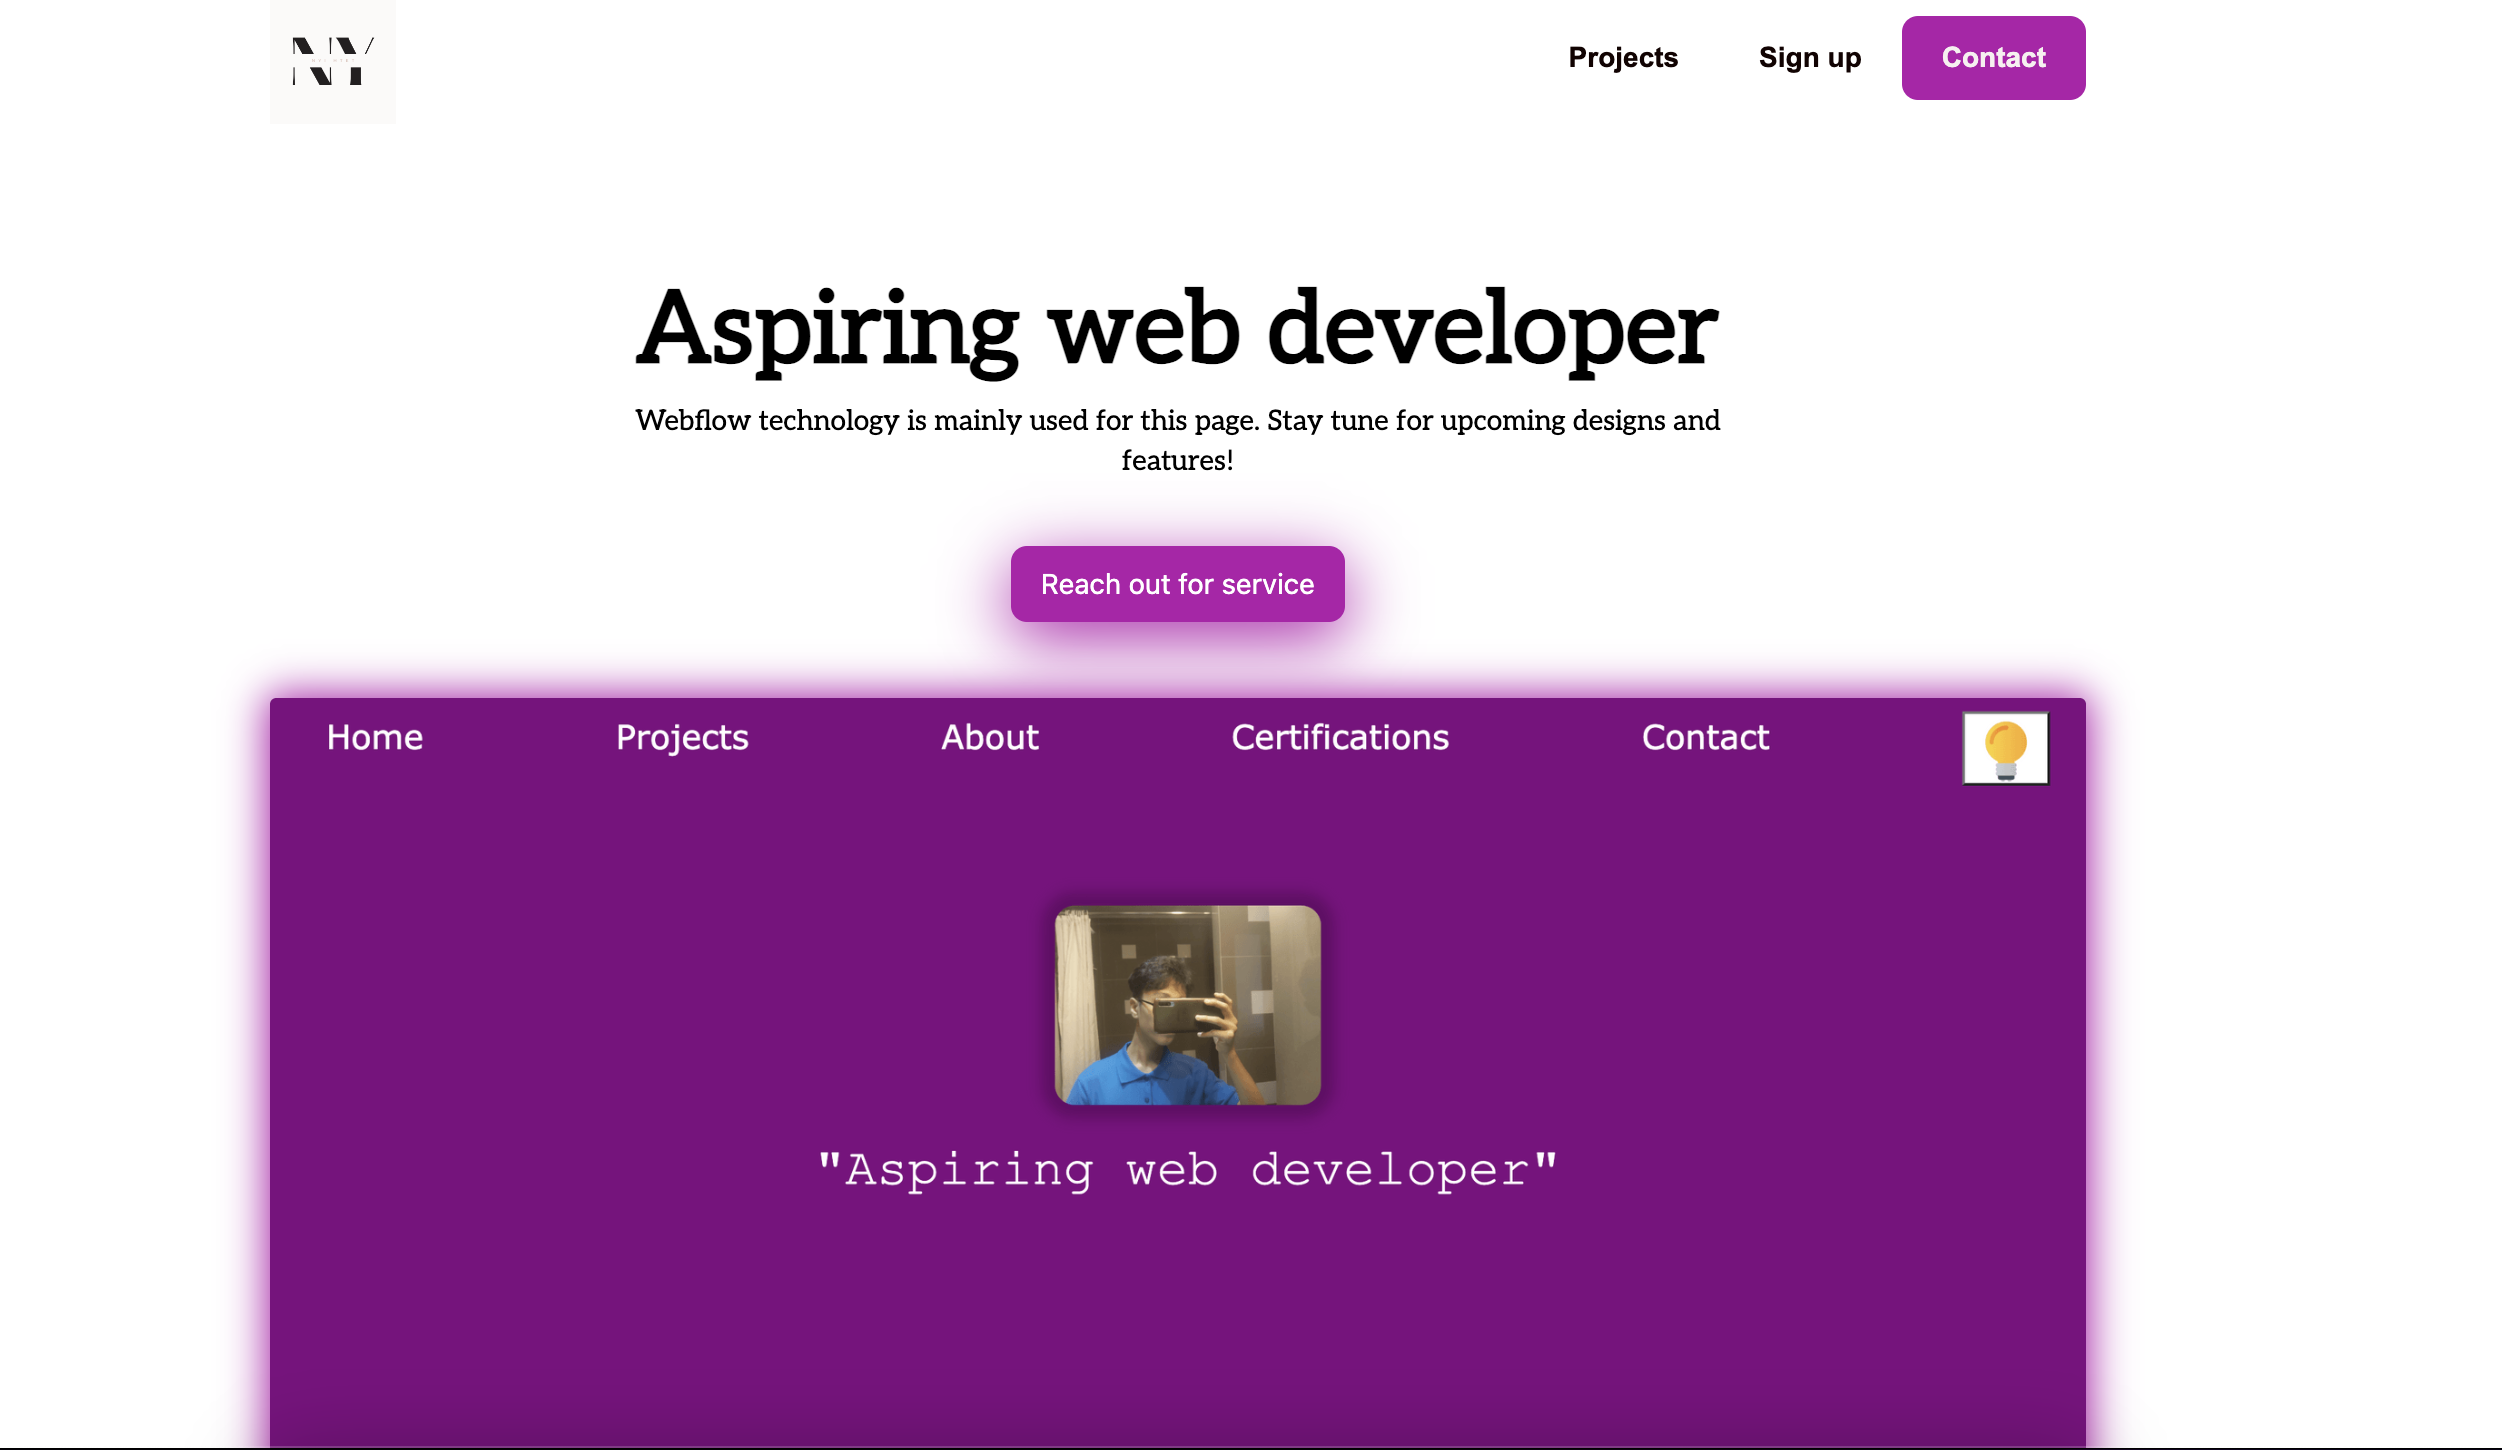 NY
Projects Sign up Contact
Aspiring web developer
Webflow technology is mainly used for this page. Stay tune for upcoming designs and
features!
Reach out for service
Home Projects About Certifications Contact
"Aspiring web developer"